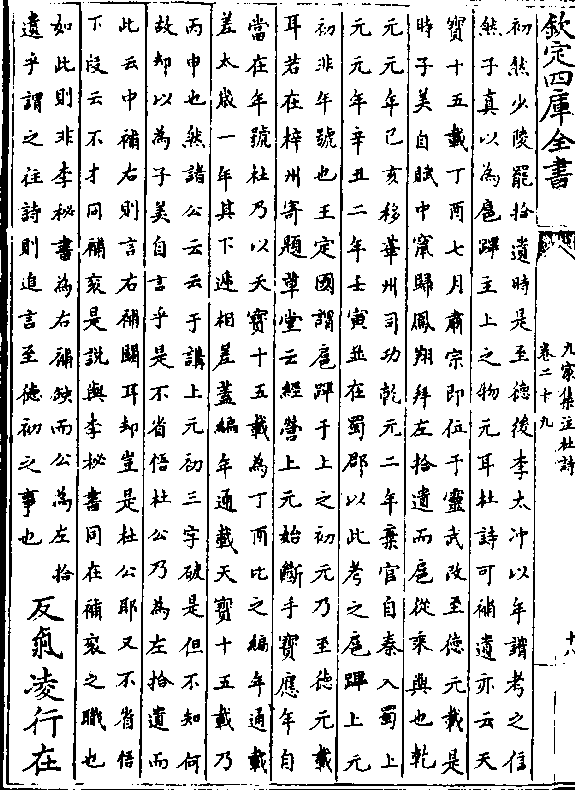 欽定四庫全書
九家集注杜詩
卷二十九
十八
初然少陵罷拾遺時是至德後李太冲以年譜考之信
然子真以為扈蹕主上之物元耳杜詩可補遺亦云天
寶十五載丁酉七月肅宗即位于靈武改至德元載是
時子美自賊中竄歸鳳翔拜左拾遺而扈從乘輿也乾
元元年己亥移華州司功乾元二年棄官自秦入蜀上
元元年辛丑二年壬寅並在蜀郡以此考之扈蹕上元
初非年號也王定國謂扈蹕于上之初元乃至德元載
耳若在梓州寄題草堂云經營上元始斷手寶應年自
當在年號杜乃以天寶十五載為丁酉比之編年通載
差太歲一年其下遞相差蓋編年通載天寶十五載乃
丙申也然諸公云云于講上元初三字破是但不知何
故却以為子美自言乎是不省悟杜公乃為左拾遺而
此云中補右則言右補闕耳却豈是杜公耶又不省悟
下段云不才同補衮是說與李秘書同在補衮之職也
如此則非李秘書為右補缺而公為左拾
遺乎謂之往詩則追言至德初之事也
反氣凌行在